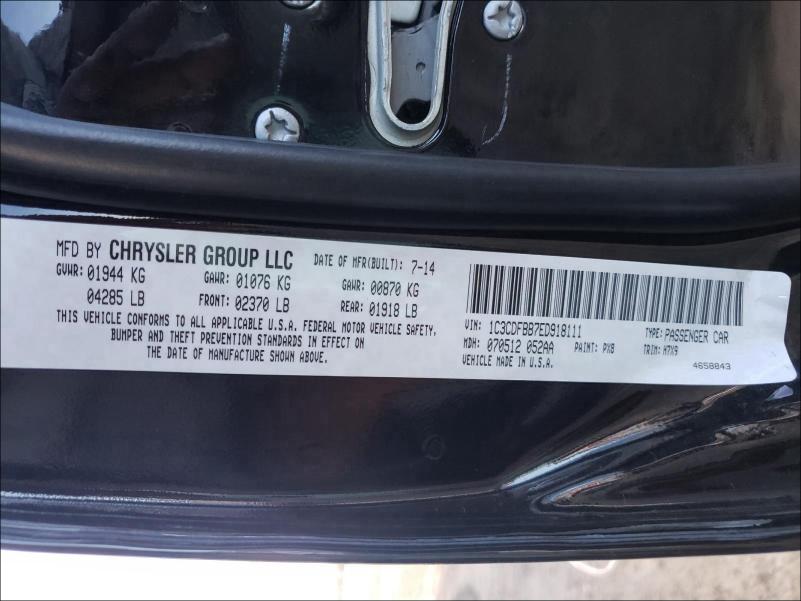 MFD BY CHRYSLER GROUP LLC DATE OF MFR(BUILT): 7-14
GVWR: 01944 KG GAWR: 01076 KG GAWR: 00870 KG
04285 LB FRONT: 02370 LB REAR: 01918 LB
THIS VEHICLE CONFORMS TO ALL APPLICABLE U.S.A. FEDERAL MOTOR VEHICLE SAFETY,
BUMPER AND THEFT PREVENTION STANDARDS IN EFFECT ON
THE DATE OF MANUFACTURE SHOWN ABOVE.
VIN: 1C3CDFBB7ED918111 TYPE: PASSENGER CAR
MDH: 070512 052AA PAINT: PX8 TRIM: H7X9
VEHICLE MADE IN U.S.A. 4658843